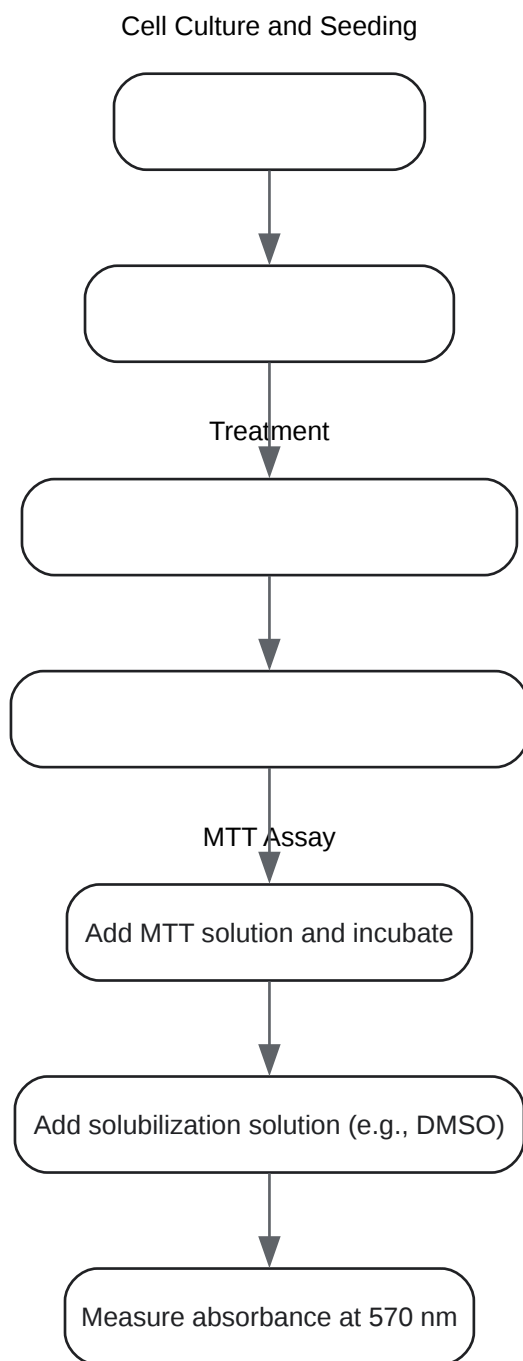 Cell Culture and Seeding
Treatment
MTT Assay
Add MTT solution and incubate
Add solubilization solution (e.g., DMSO)
Measure absorbance at 570 nm